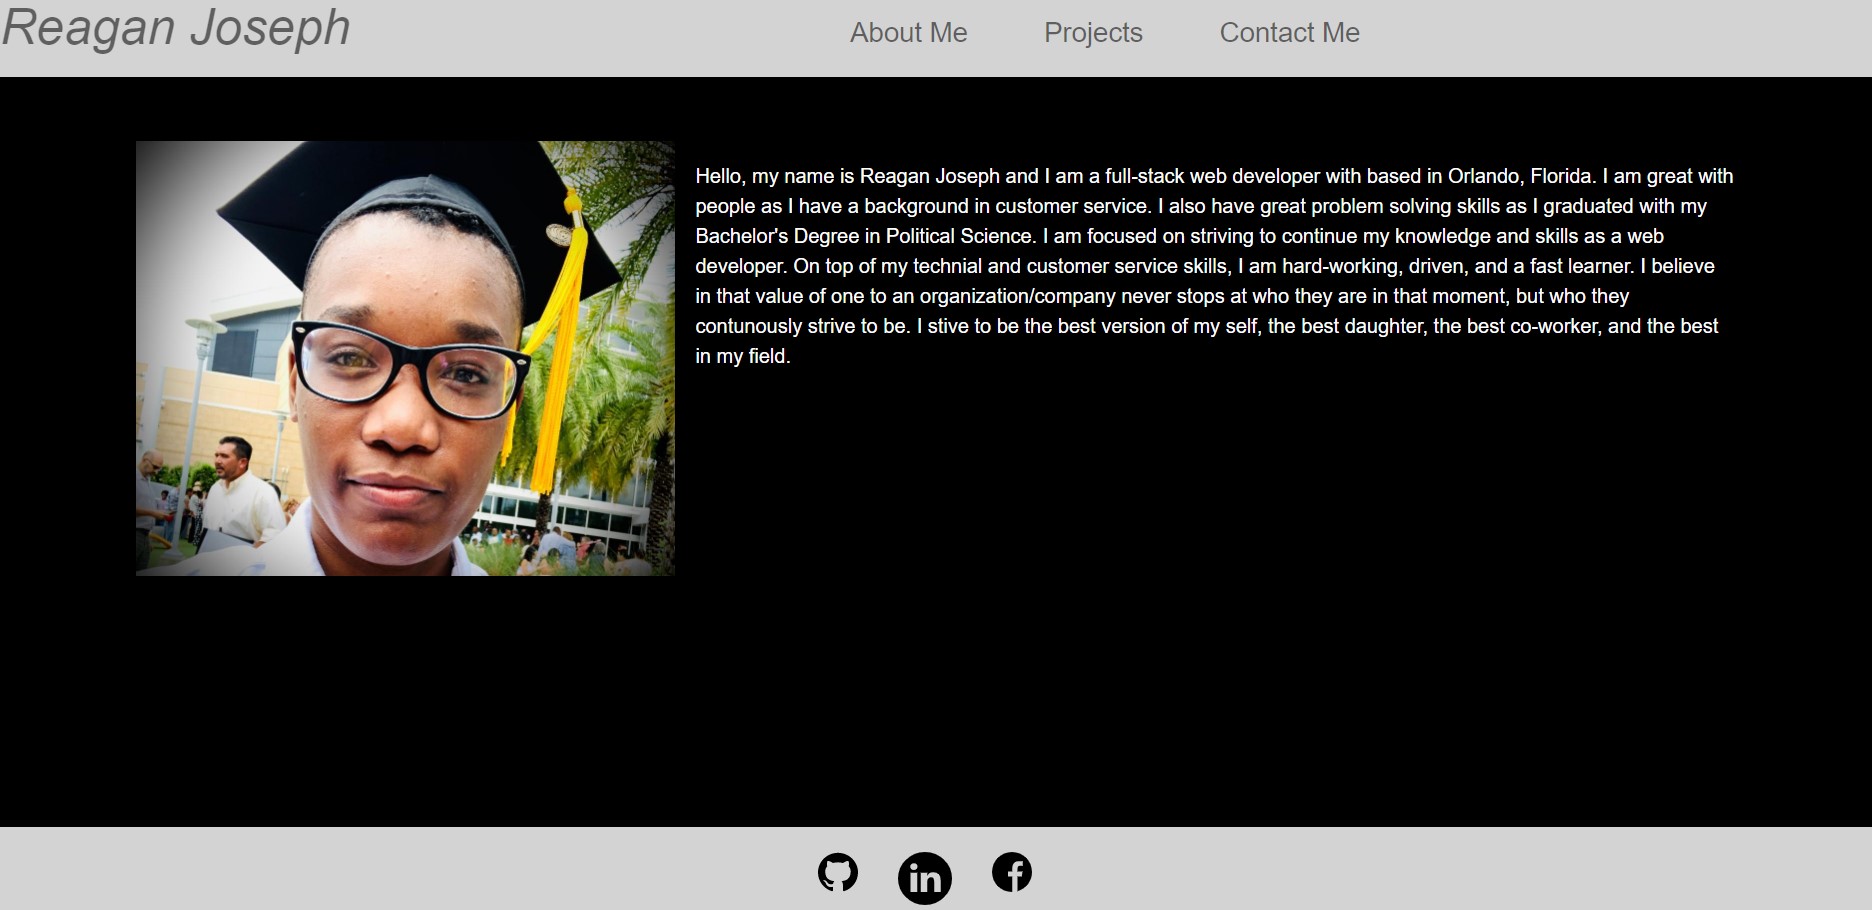 Reagan Joseph
About Me Projects Contact Me
Hello, my name is Reagan Joseph and I am a full-stack web developer with based in Orlando, Florida. I am great with
people as I have a background in customer service. I also have great problem solving skills as I graduated with my
Bachelor's Degree in Political Science. I am focused on striving to continue my knowledge and skills as a web
developer. On top of my technial and customer service skills, I am hard-working, driven, and a fast learner. I believe
in that value of one to an organization/company never stops at who they are in that moment, but who they
contunously strive to be. I stive to be the best version of my self, the best daughter, the best co-worker, and the best
in my field.
in